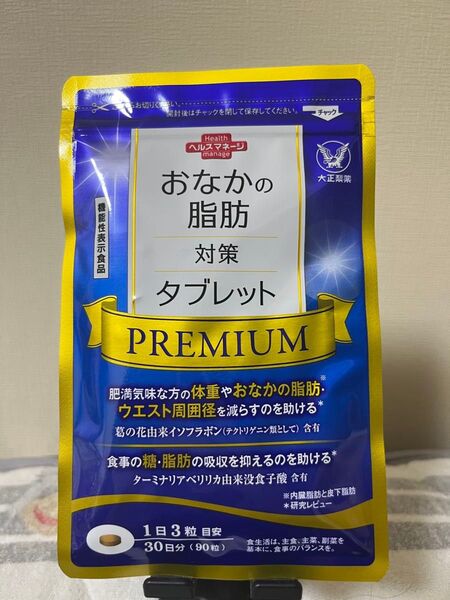 らお切りください。
開封後はチャックを閉じて保存してください。
チャック
Health
ヘルスマネージ
manage
大正製薬
機能性表示食品
おなかの
脂肪
対策
タブレット
PREMIUM
肥満気味な方の体重やおなかの脂肪※・
ウエスト周囲径を減らすのを助ける*
葛の花由来イソフラボン(テクトリゲニン類として)含有
食事の糖・脂肪の吸収を抑えるのを助ける*
ターミナリアベリリカ由来没食子酸 含有
※内臓脂肪と皮下脂肪
*研究レビュー
1日3粒 目安
30日分(90粒)
食生活は、主食、主菜、副菜を
基本に、食事のバランスを。